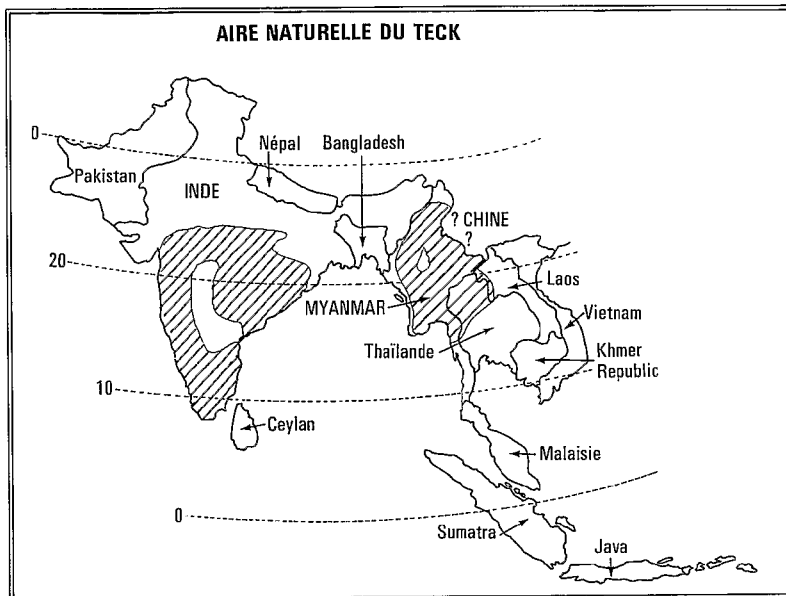 AIRE NATURELLE DU TECK
0
Népal
Bangladesh
Pakistan
INDE
? CHINE
?
20
Laos
MYANMAR
Vietnam
Thaïlande
Khmer
Republic
10
Ceylan
Malaisie
0
Sumatra
Java